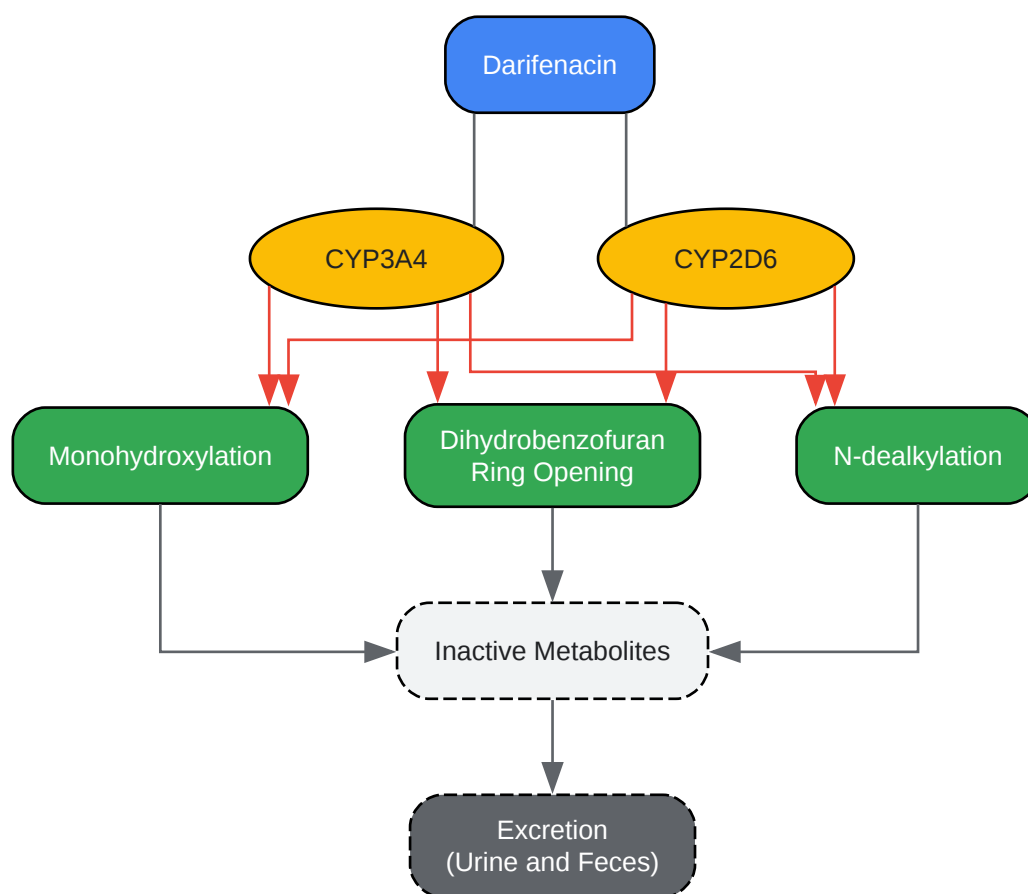 Darifenacin
CYP3A4
CYP2D6
Monohydroxylation
Dihydrobenzofuran
Ring Opening
N-dealkylation
Inactive Metabolites
Excretion
(Urine and Feces)